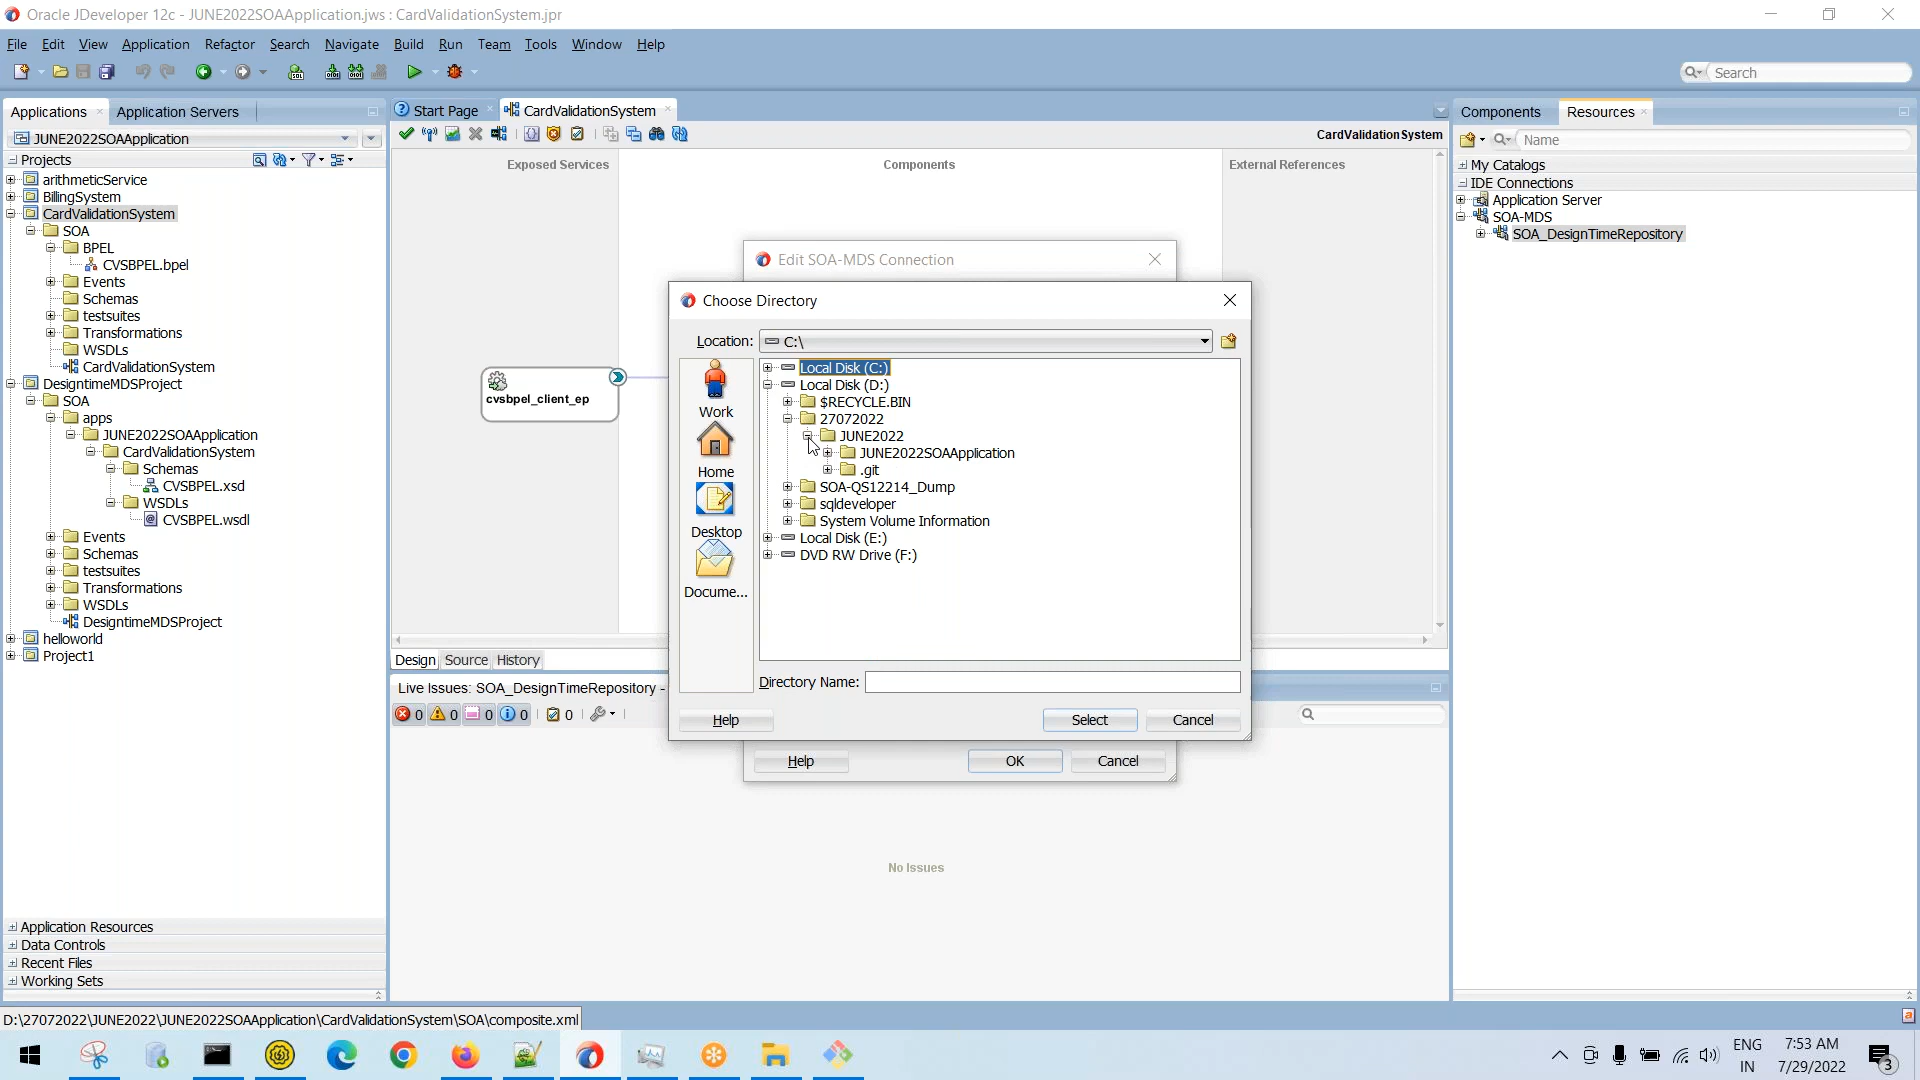 Oracle JDeveloper 12c - JUNE2022SOAApplication.jws : CardValidationSystem.jpr
File Edit View Application Refactor Search Navigate Build Run Team Tools Window Help
Search
Applications Application Servers
JUNE2022SOAApplication
Projects
arithmeticService
BillingSystem
CardValidationSystem
SOA
BPEL
CVSBPEL.bpel
Events
Schemas
testsuites
Transformations
WSDLs
CardValidationSystem
DesigntimeMDSProject
SOA
apps
JUNE2022SOAApplication
CardValidationSystem
Schemas
CVSBPEL.xsd
WSDLs
CVSBPEL.wsdl
Events
Schemas
testsuites
Transformations
WSDLs
DesigntimeMDSProject
helloworld
Project1
Application Resources
Data Controls
Recent Files
Working Sets
Start Page CardValidationSystem
CardValidationSystem
Exposed Services Components External References
cvsbpel_client_ep
Design Source History
Live Issues: SOA_DesignTimeRepository -
0 0 0 0 0
No Issues
Edit SOA-MDS Connection
Help OK Cancel
Choose Directory
Location: C:\
Work
Home
Desktop
Docume...
Local Disk (C:)
Local Disk (D:)
$RECYCLE.BIN
27072022
JUNE2022
JUNE2022SOAApplication
.git
SOA-QS12214_Dump
sqldeveloper
System Volume Information
Local Disk (E:)
DVD RW Drive (F:)
Directory Name:
Help Select Cancel
Components Resources
Name
My Catalogs
IDE Connections
Application Server
SOA-MDS
SOA_DesignTimeRepository
D:\27072022\JUNE2022\JUNE2022SOAApplication\CardValidationSystem\SOA\composite.xml
ENG
IN
7:53 AM
7/29/2022
3